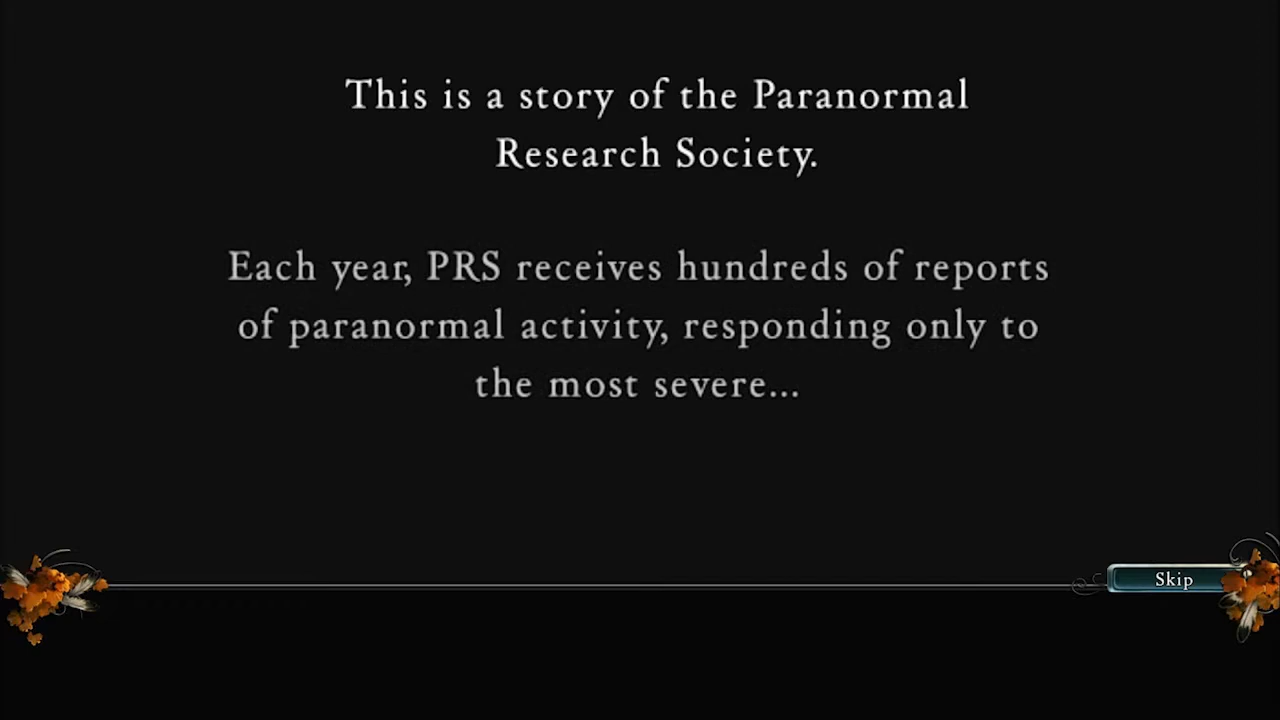 This is a story of the Paranormal
Research Society.
Each year, PRS receives hundreds of reports
of paranormal activity, responding only to
the most severe...
Skip